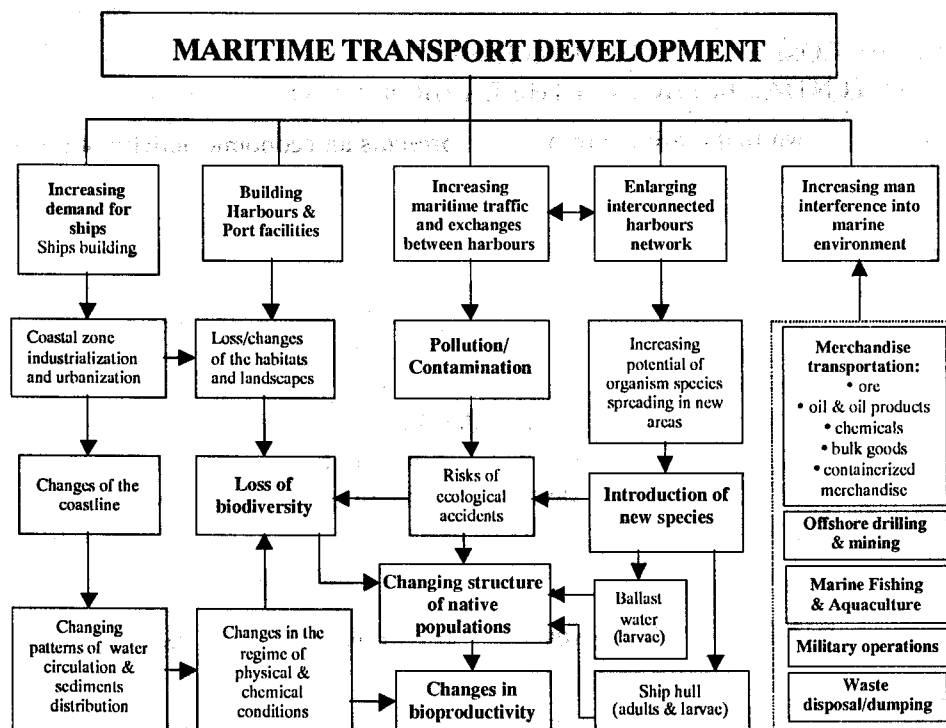 MARITIME TRANSPORT DEVELOPMENT
Increasing
demand for
ships
Ships building
Building
Harbours &
Port facilities
Increasing
maritime traffic
and exchanges
between harbours
Enlarging
interconnected
harbours
network
Increasing man
interference into
marine
environment
Coastal zone
industrialization
and urbanization
Loss/changes
of the habitats
and landscapes
Pollution/
Contamination
Increasing
potential of
organism species
spreading in new
areas
Merchandise
transportation:
• ore
• oil & oil products
• chemicals
• bulk goods
• containerized
merchandise
Changes of the
coastline
Loss of
biodiversity
Risks of
ecological
accidents
Introduction of
new species
Offshore drilling
& mining
Changing structure
of native
populations
Ballast
water
(larvae)
Marine Fishing
& Aquaculture
Changing
patterns of water
circulation &
sediments
distribution
Changes in the
regime of
physical &
chemical
conditions
Military operations
Changes in
bioproductivity
Ship hull
(adults & larvae)
Waste
disposal/dumping